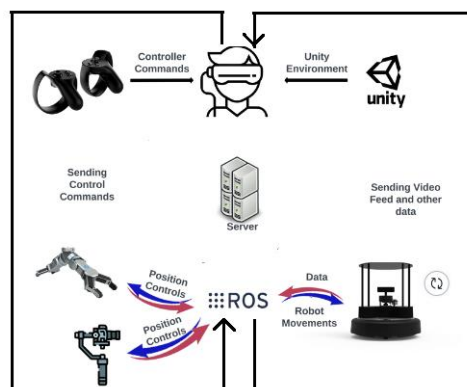 Controller
Commands
Unity
Environment
unity
Sending
Control
Commands
Server
Sending Video
Feed and other
data
Position
Controls
ROS
Data
Robot
Movements
Position
Controls